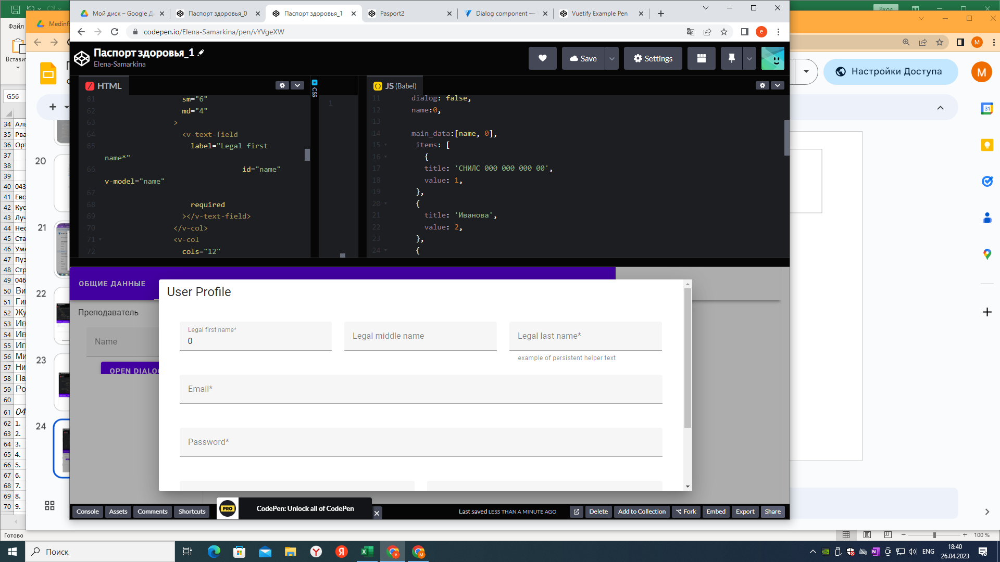 Вход
Файл
Вставит
G56
34 Аль
35 Рва
36 Орт
37
38
39
40 043
41 Евс
42 Кус
43 Луч
44 Нес
45 Ста
46 Уме
47 Пуз
48 Стр
49 046
50 Ви
51 Ги
52 Жу
53 Ив
54 Ив
55 Иг
56 Ми
57 Ни
58 Па
59 Ро
60
61 04
62 1.
63 2.
64 3.
65 4.
66 5.
67 6.
68 7.
69 8.
70 9.
Готово
100 %
Medinf
20
21
22
23
24
Настройки Доступа
М
31
Мой диск – Google Д
Паспорт здоровья_0
Паспорт здоровья_1
Pasport2
Dialog component —
Vuetify Example Pen
codepen.io/Elena-Samarkina/pen/vYVgeXW
e
M
Паспорт здоровья_1
Elena-Samarkina
Save
Settings
HTML
CSS
JS (Babel)
61 sm="6"
62 md="4"
63 >
64 <v-text-field
65 label="Legal first
name*"
66 id="name"
v-model="name"
67
68 required
69 ></v-text-field>
70 </v-col>
71 <v-col
72 cols="12"
1
11 dialog: false,
12 name:0,
13
14 main_data:[name, 0],
15 items: [
16 {
17 title: 'СНИЛС 000 000 000 00',
18 value: 1,
19 },
20 {
21 title: 'Иванова',
22 value: 2,
23 },
24 {
ОБЩИЕ ДАННЫЕ
Преподаватель
Name
OPEN DIALO
User Profile
Legal first name*
0
Legal middle name
Legal last name*
example of persistent helper text
Email*
Password*
Console
Assets
Comments
Shortcuts
PRO
CodePen: Unlock all of CodePen
Last saved LESS THAN A MINUTE AGO
Delete
Add to Collection
Fork
Embed
Export
Share
Поиск
ENG
18:40
26.04.2023